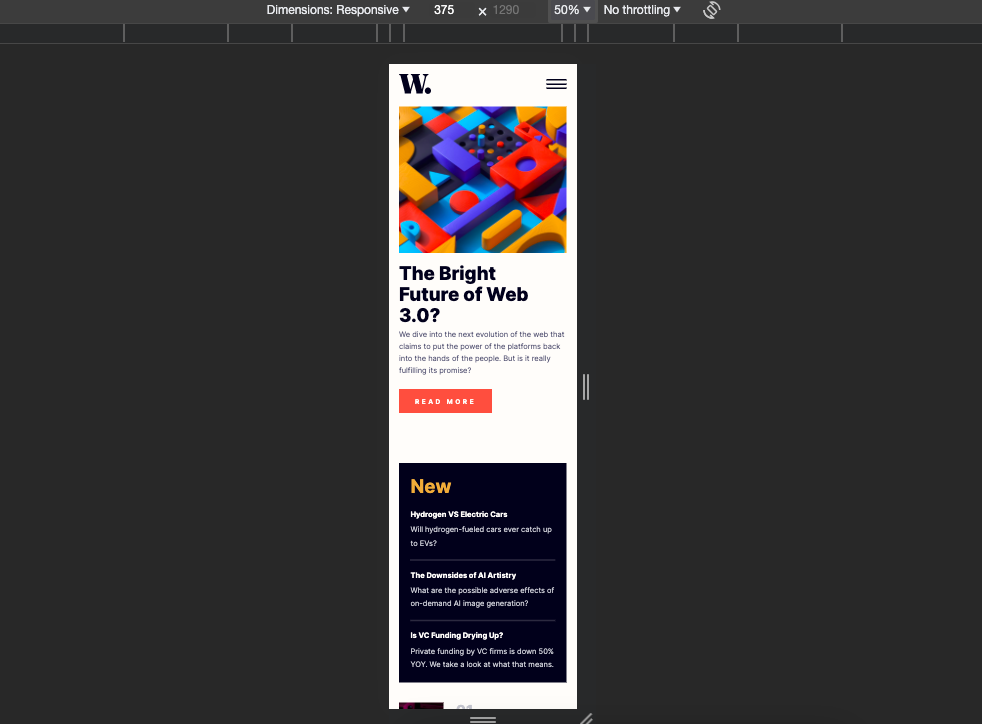 Dimensions: Responsive 375 × 1290 50% No throttling
W.
The Bright
Future of Web
3.0?
We dive into the next evolution of the web that
claims to put the power of the platforms back
into the hands of the people. But is it really
fulfilling its promise?
READ MORE
New
Hydrogen VS Electric Cars
Will hydrogen-fueled cars ever catch up
to EVs?
The Downsides of AI Artistry
What are the possible adverse effects of
on-demand AI image generation?
Is VC Funding Drying Up?
Private funding by VC firms is down 50%
YOY. We take a look at what that means.
01